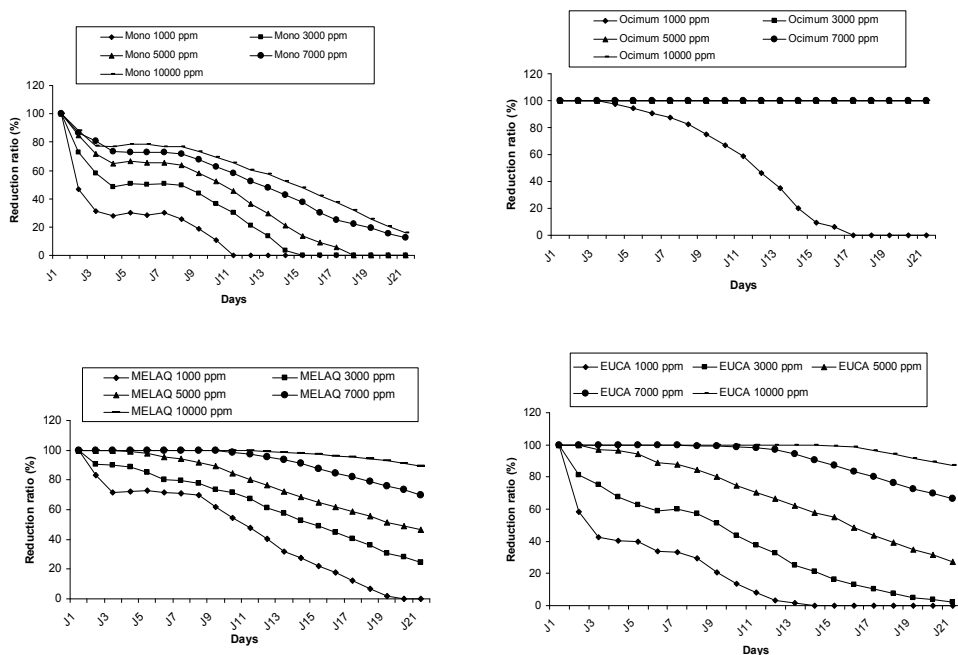 Mono 1000 ppm Mono 3000 ppm
Mono 5000 ppm Mono 7000 ppm
Mono 10000 ppm
Reduction ratio (%)
120
100
80
60
40
20
0
J1 J3 J5 J7 J9 J11 J13 J15 J17 J19 J21
Days
Ocimum 1000 ppm Ocimum 3000 ppm
Ocimum 5000 ppm Ocimum 7000 ppm
Ocimum 10000 ppm
Reduction ratio (%)
120
100
80
60
40
20
0
J1 J3 J5 J7 J9 J11 J13 J15 J17 J19 J21
Days
MELAQ 1000 ppm MELAQ 3000 ppm
MELAQ 5000 ppm MELAQ 7000 ppm
MELAQ 10000 ppm
Reduction ratio (%)
120
100
80
60
40
20
0
J1 J3 J5 J7 J9 J11 J13 J15 J17 J19 J21
Days
EUCA 1000 ppm EUCA 3000 ppm EUCA 5000 ppm
EUCA 7000 ppm EUCA 10000 ppm
Reduction ratio (%)
120
100
80
60
40
20
0
J1 J3 J5 J7 J9 J11 J13 J15 J17 J19 J21
Days